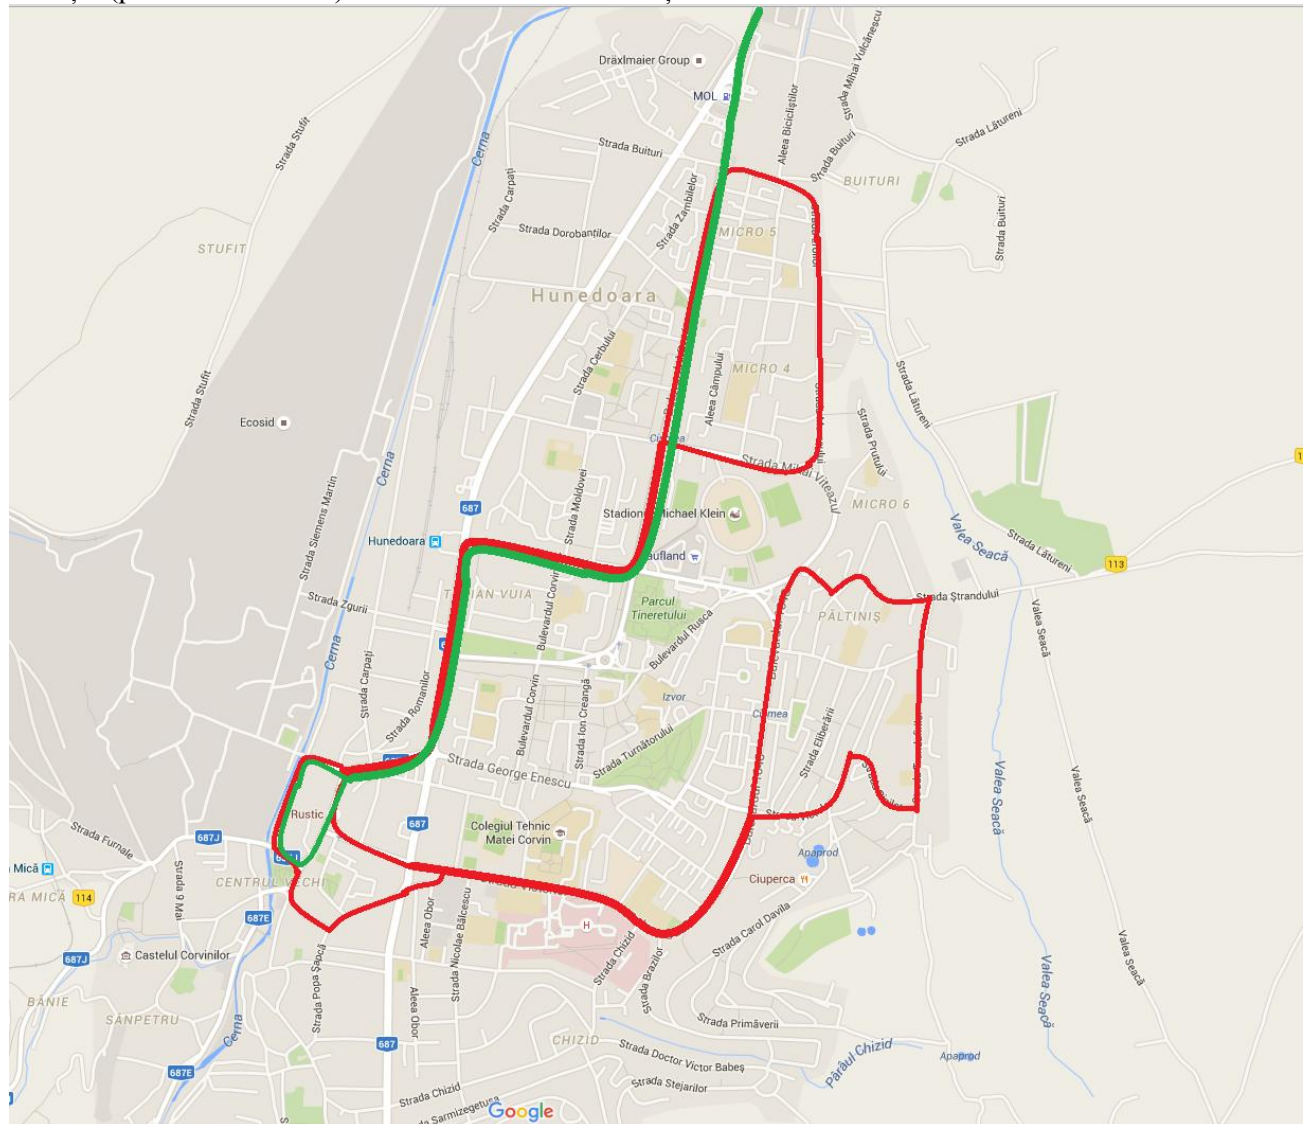 Draxlmaier Group
MOL
Strada Mihai Vulcănescu
Aleea Bicicliștilor
Strada Lătureni
Strada Stufit
Cerna
Strada Buituri
Strada Buituri
BUITURI
Strada Carpați
Strada Zambilelor
Strada Buituri
Strada Dorobanților
MICRO 5
STUFIT
Hunedoara
Strada Cerbului
Aleea Câmpului
MICRO 4
Strada Lătureni
Strada Stufit
Ecosid
Strada Prutului
Strada Mihai Viteazu
Cerna
Strada Moldovei
MICRO 6
Strada Siemens Martin
687
Stadionul Michael Klein
Valea Seacă
Hunedoara
Strada Lătureni
113
Strada Ștrandului
Strada Zgurii
Bulevardul Corvin
Parcul
Tineretului
Bulevardul Rusca
PĂLTINIȘ
Valea Seacă
Cerna
Strada Carpați
Strada Romanilor
Bulevardul Corvin
Strada Ion Creangă
Izvor
Strada Turnătorului
Strada Eliberării
Strada George Enescu
Valea Seacă
Valea Seacă
Rustic
687
Colegiul Tehnic
Matei Corvin
Strada Furnale
687J
Apaprod
Ciuperca
Mică
CENTRUL VECHI
114
Strada 9 Mai
687E
Aleea Obor
Strada Nicolae Bălcescu
H
Strada Carol Davila
Strada Chizid
Strada Brazilor
687J
Castelul Corvinilor
Strada Popa Șapcă
Valea Seacă
Valea Seacă
BÂNIE
SÂNPETRU
Cerna
Aleea Obor
Strada Primăverii
CHIZID
687
Strada Doctor Victor Babeș
Pârâul Chizid
Apaprod
687E
Strada Stejarilor
Strada Chizid
Strada Sarmizegetusa
Google